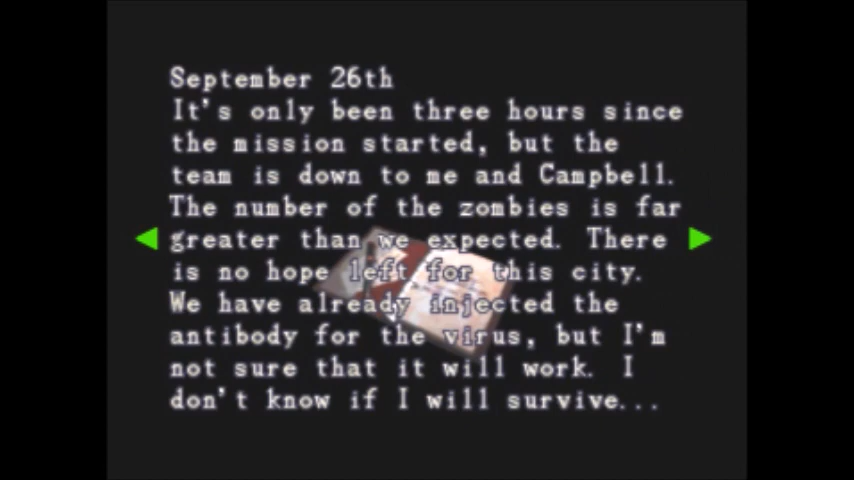 September 26th
It's only been three hours since
the mission started, but the
team is down to me and Campbell.
The number of the zombies is far
greater than we expected. There
is no hope left for this city.
We have already injected the
antibody for the virus, but I'm
not sure that it will work. I
don't know if I will survive...